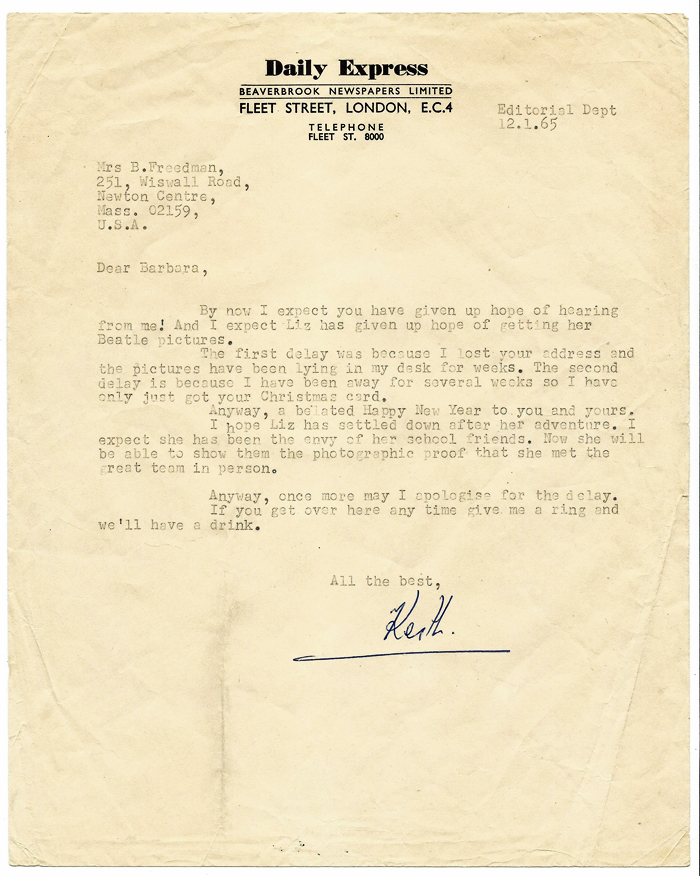 Daily Express
BEAVERBROOK NEWSPAPERS LIMITED
FLEET STREET, LONDON, E.C.4
TELEPHONE
FLEET ST. 8000
Editorial Dept
12.1.65
Mrs B.Freedman,
251, Wiswall Road,
Newton Centre,
Mass. 02159,
U.S.A.
Dear Barbara,
By now I expect you have given up hope of hearing
from me! And I expect Liz has given up hope of getting her
Beatle pictures.
The first delay was because I lost your address and
the pictures have been lying in my desk for weeks. The second
delay is because I have been away for several weeks so I have
only just got your Christmas card.
Anyway, a belated Happy New Year to you and yours.
I hope Liz has settled down after her adventure. I
expect she has been the envy of her school friends. Now she will
be able to show them the photographic proof that she met the
great team in person.
Anyway, once more may I apologise for the delay.
If you get over here any time give me a ring and
we'll have a drink.
All the best,
Keith.